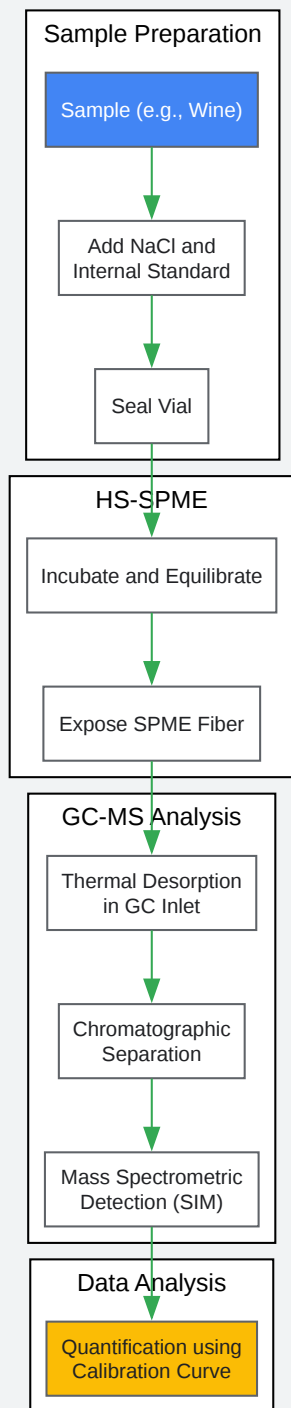 Sample Preparation
Sample (e.g., Wine)
Add NaCl and
Internal Standard
Seal Vial
HS-SPME
Incubate and Equilibrate
Expose SPME Fiber
GC-MS Analysis
Thermal Desorption
in GC Inlet
Chromatographic
Separation
Mass Spectrometric
Detection (SIM)
Data Analysis
Quantification using
Calibration Curve